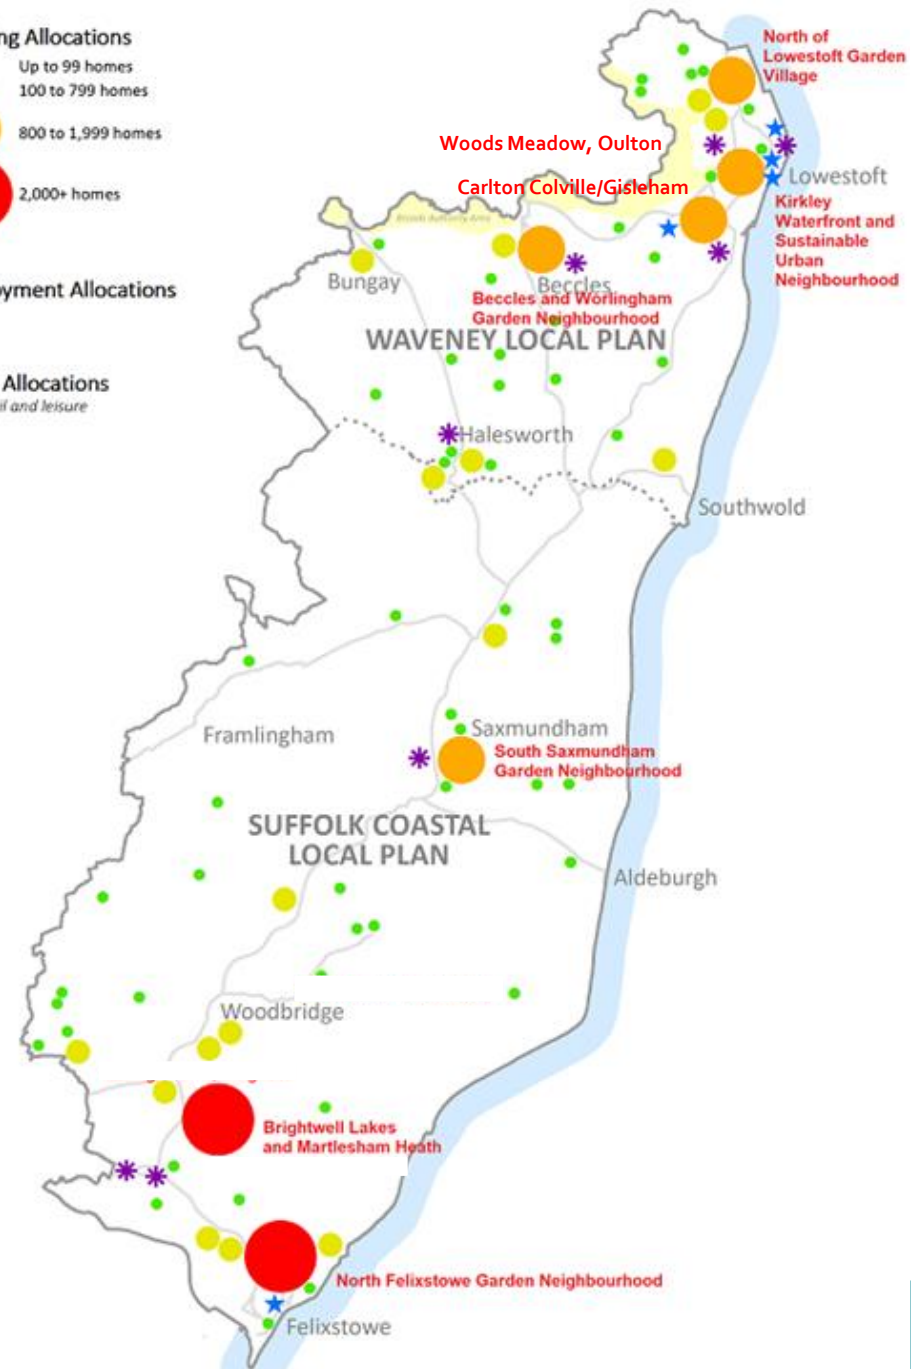 ng Allocations
Up to 99 homes
100 to 799 homes
800 to 1,999 homes
2,000+ homes
yment Allocations
Allocations
il and leisure
North of
Lowestoft Garden
Village
Woods Meadow, Oulton
Carlton Colville/Gisleham
Lowestoft
Kirkley
Waterfront and
Sustainable
Urban
Neighbourhood
Broads Authority Area
Bungay
Beccles
Beccles and Worlingham
Garden Neighbourhood
WAVENEY LOCAL PLAN
Halesworth
Southwold
Framlingham
Saxmundham
South Saxmundham
Garden Neighbourhood
SUFFOLK COASTAL
LOCAL PLAN
Aldeburgh
Woodbridge
Brightwell Lakes
and Martlesham Heath
North Felixstowe Garden Neighbourhood
Felixstowe